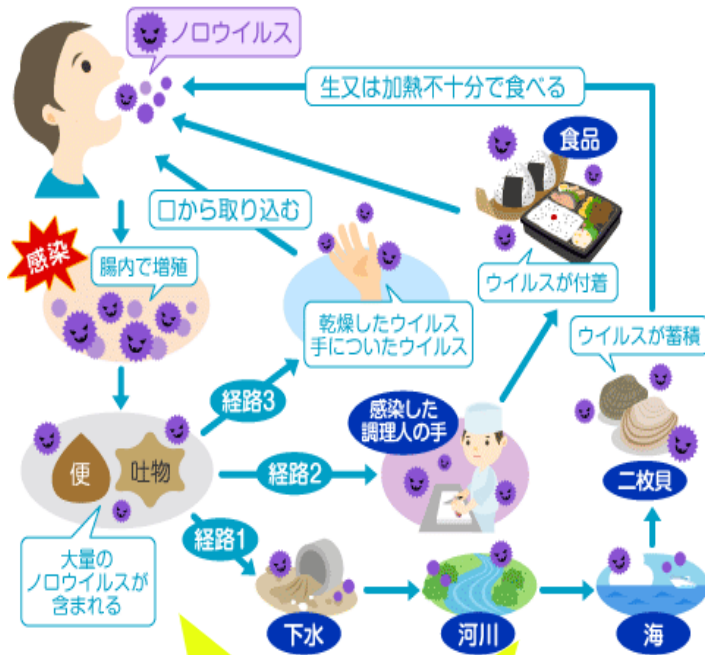 ノロウイルス
生又は加熱不十分で食べる
食品
口から取り込む
感染
腸内で増殖
ウイルスが付着
乾燥したウイルス
手についたウイルス
ウイルスが蓄積
経路3
感染した
調理人の手
便
吐物
経路2
二枚貝
経路1
大量の
ノロウイルスが
含まれる
下水
河川
海